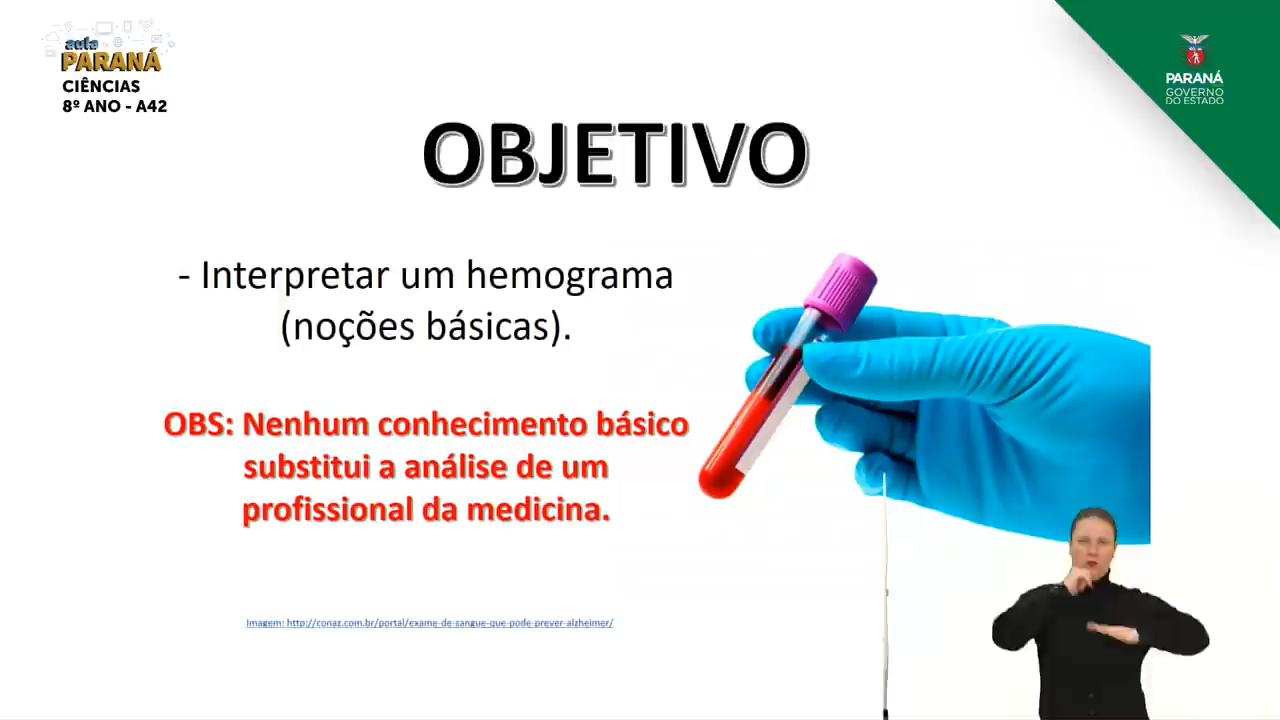 aula
PARANÁ
CIÊNCIAS
8º ANO - A42
PARANÁ
GOVERNO
DO ESTADO
OBJETIVO
- Interpretar um hemograma
(noções básicas).
OBS: Nenhum conhecimento básico
substitui a análise de um
profissional da medicina.
Imagem: http://conaz.com.br/portal/exame-de-sangue-que-pode-prever-alzheimer/